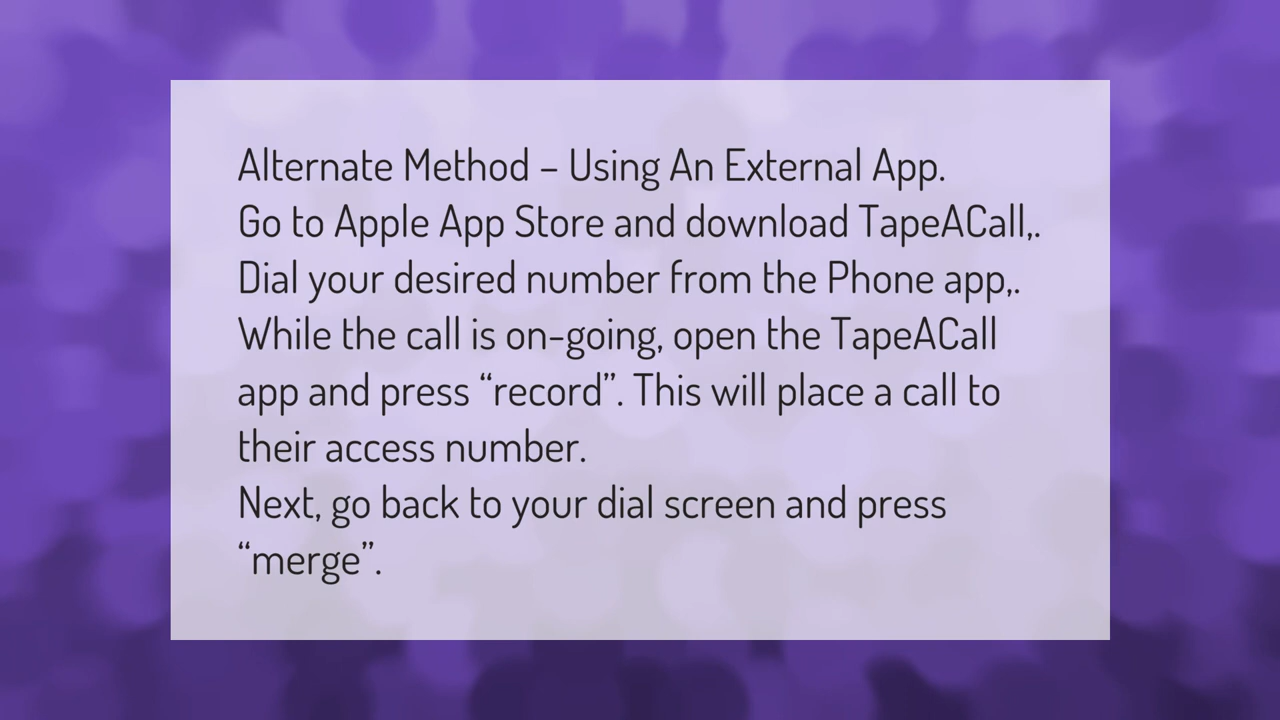 Alternate Method – Using An External App.
Go to Apple App Store and download TapeACall,.
Dial your desired number from the Phone app,.
While the call is on-going, open the TapeACall
app and press “record”. This will place a call to
their access number.
Next, go back to your dial screen and press
“merge”.